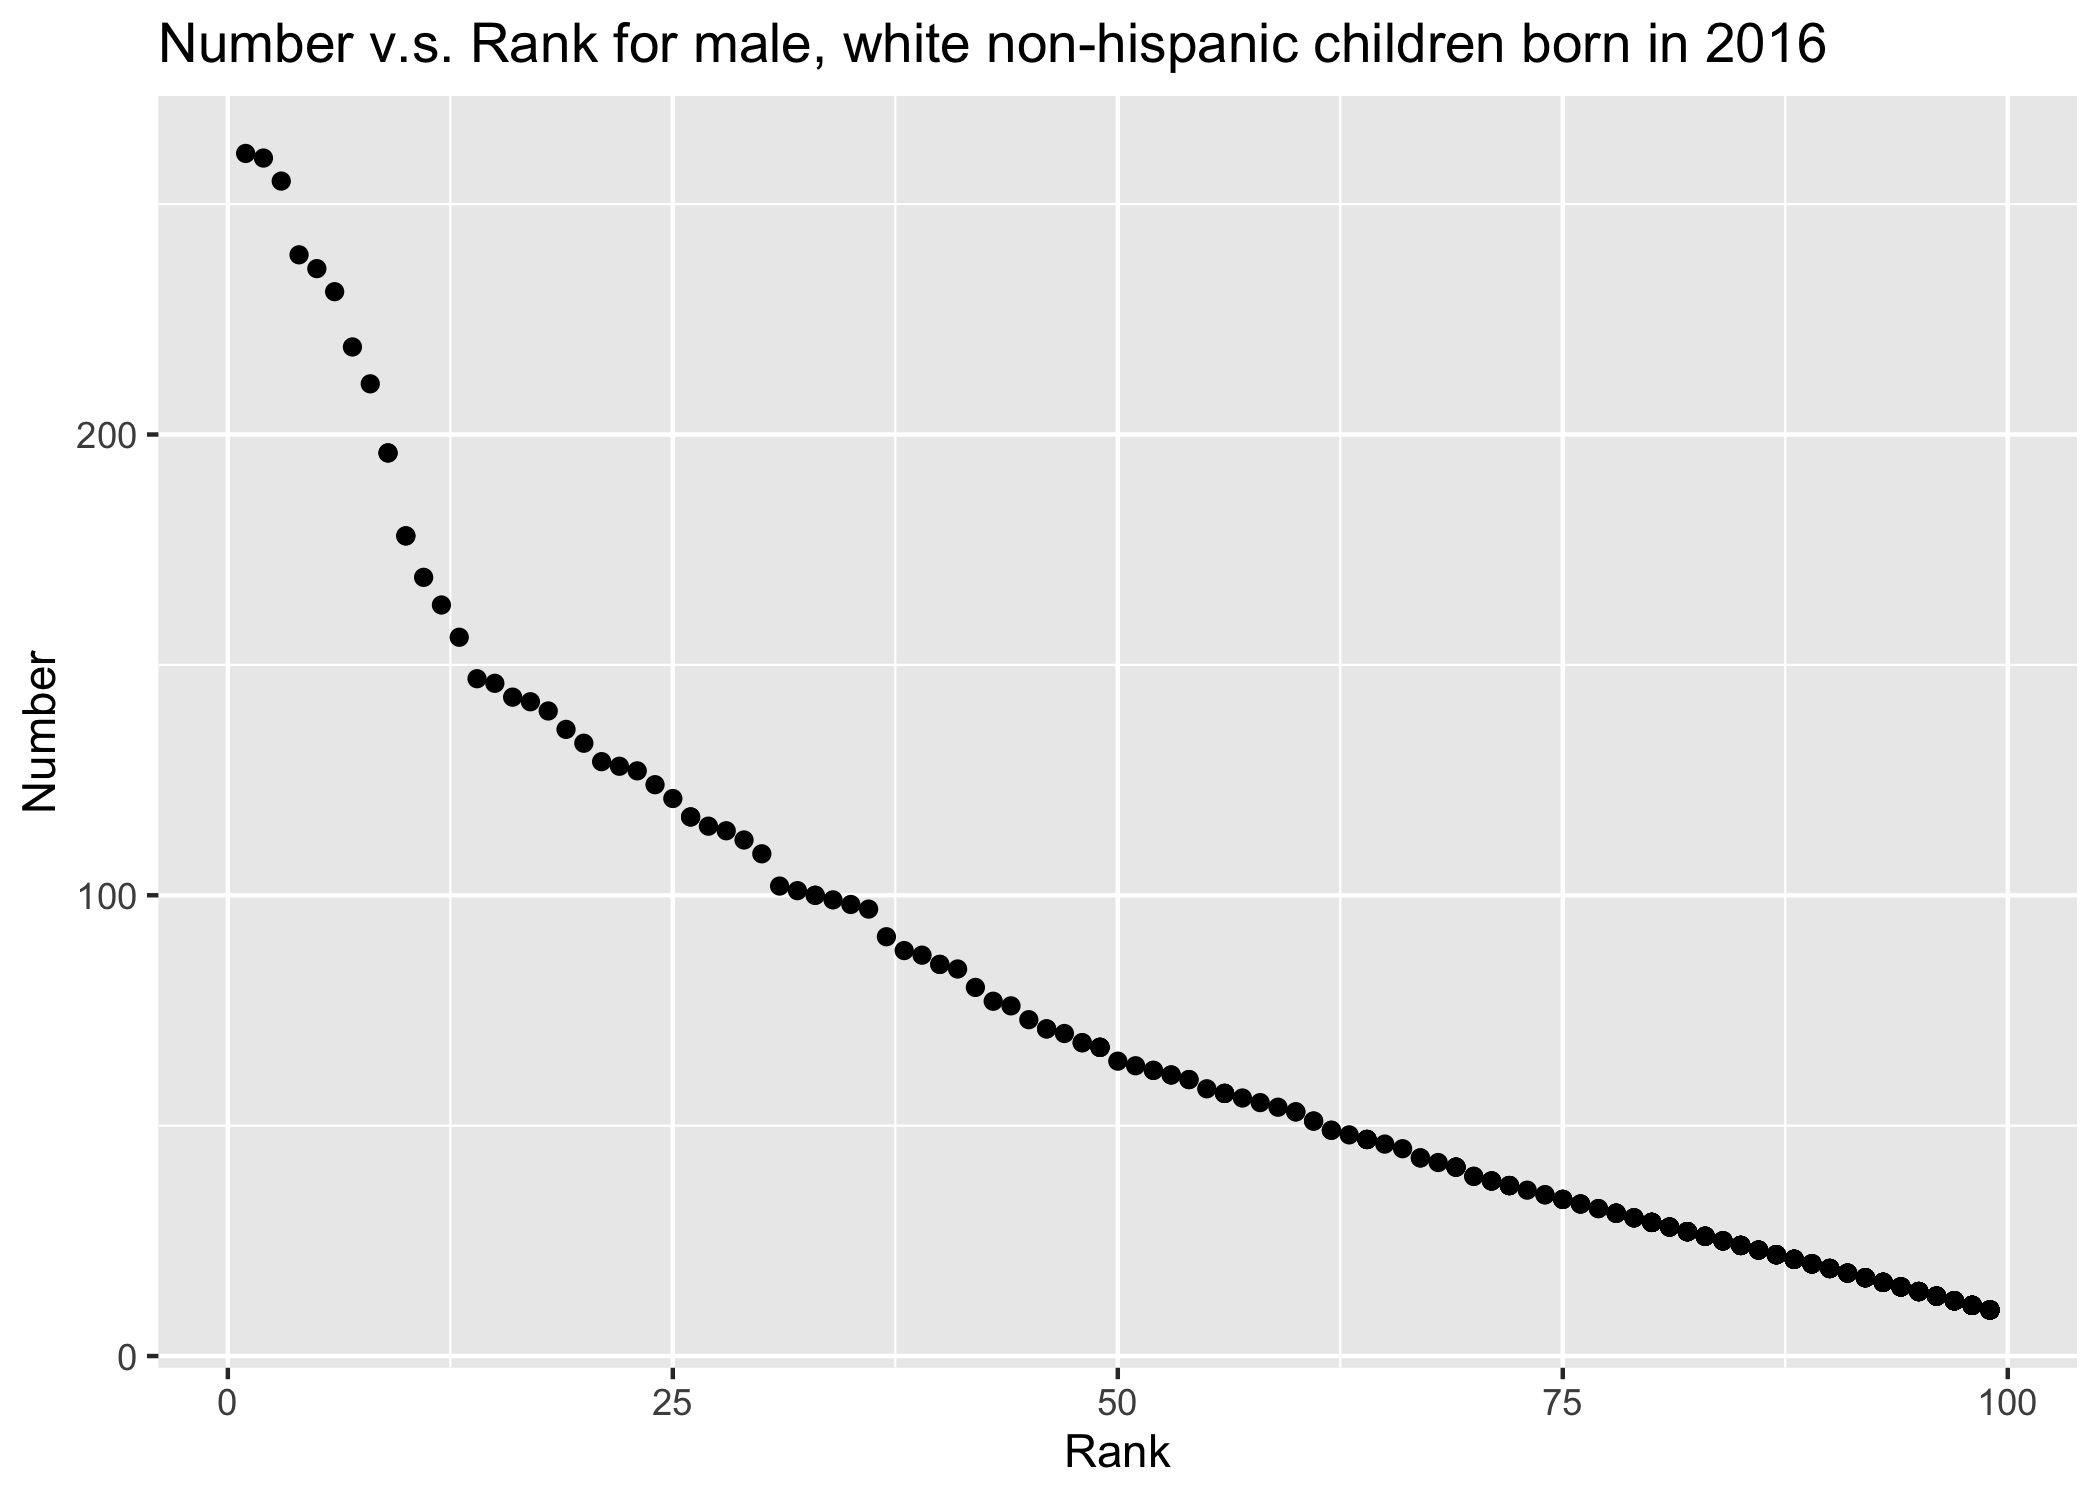 Number v.s. Rank for male, white non-hispanic children born in 2016
Number
200
100
0
0 25 50 75 100
Rank